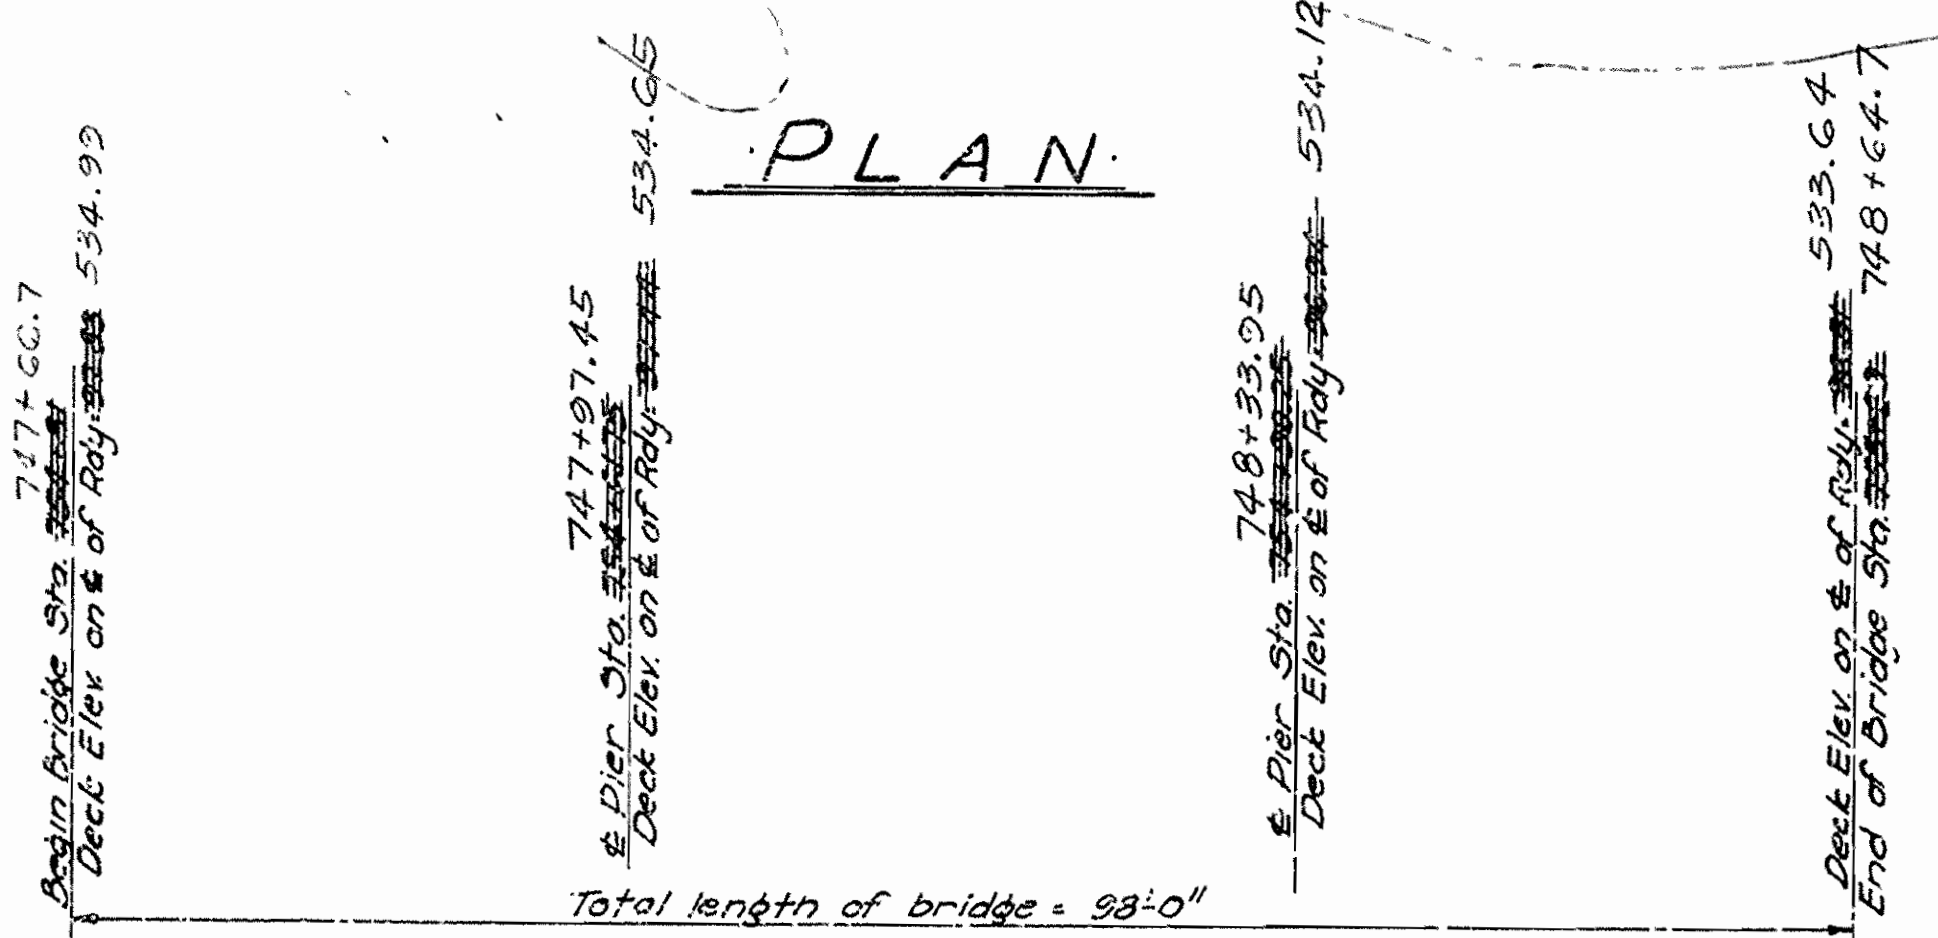 ·PLAN·
747+66.7
Begin Bridge Sta.
Deck Elev. on ℄ of Rdy. 534.99
747+97.45
℄ Pier Sta.
Deck Elev. on ℄ of Rdy. 534.65
748+33.95
℄ Pier Sta.
Deck Elev. on ℄ of Rdy. 534.12
Deck Elev. on ℄ of Rdy. 533.64
End of Bridge Sta. 748+64.7
Total length of bridge = 98'-0"